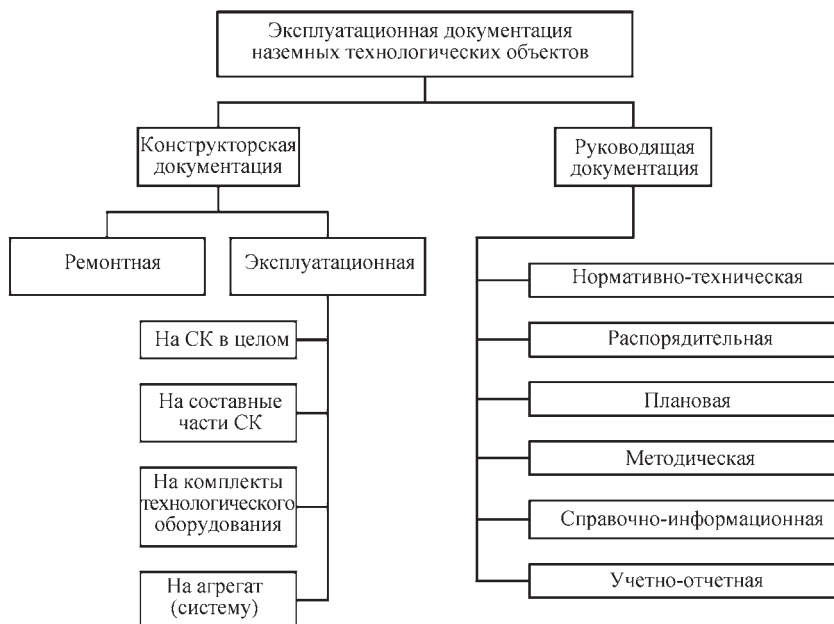 Эксплуатационная документация
наземных технологических объектов
Конструкторская
документация
Руководящая
документация
Ремонтная
Эксплуатационная
На СК в целом
На составные
части СК
На комплекты
технологического
оборудования
На агрегат
(систему)
Нормативно-техническая
Распорядительная
Плановая
Методическая
Справочно-информационная
Учетно-отчетная